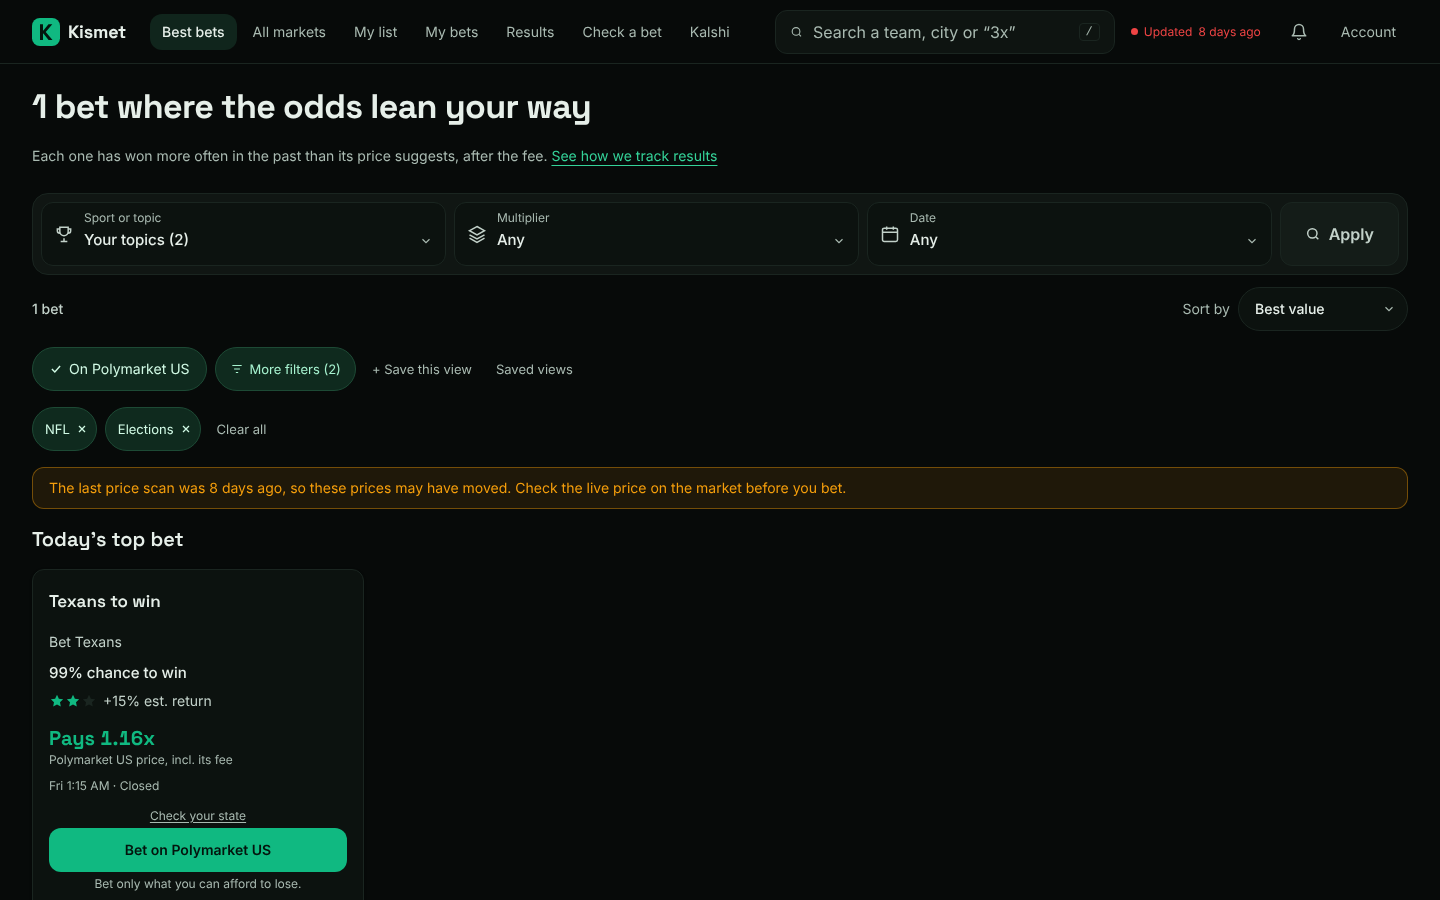 Kismet
Best bets
All markets
My list
My bets
Results
Check a bet
Kalshi
Search a team, city or “3x”
/
Updated 8 days ago
Account
1 bet where the odds lean your way
Each one has won more often in the past than its price suggests, after the fee. See how we track results
Sport or topic
Your topics (2)
Multiplier
Any
Date
Any
Apply
1 bet
Sort by
Best value
On Polymarket US
More filters (2)
+ Save this view
Saved views
NFL ×
Elections ×
Clear all
The last price scan was 8 days ago, so these prices may have moved. Check the live price on the market before you bet.
Today’s top bet
Texans to win
Bet Texans
99% chance to win
+15% est. return
Pays 1.16x
Polymarket US price, incl. its fee
Fri 1:15 AM · Closed
Check your state
Bet on Polymarket US
Bet only what you can afford to lose.